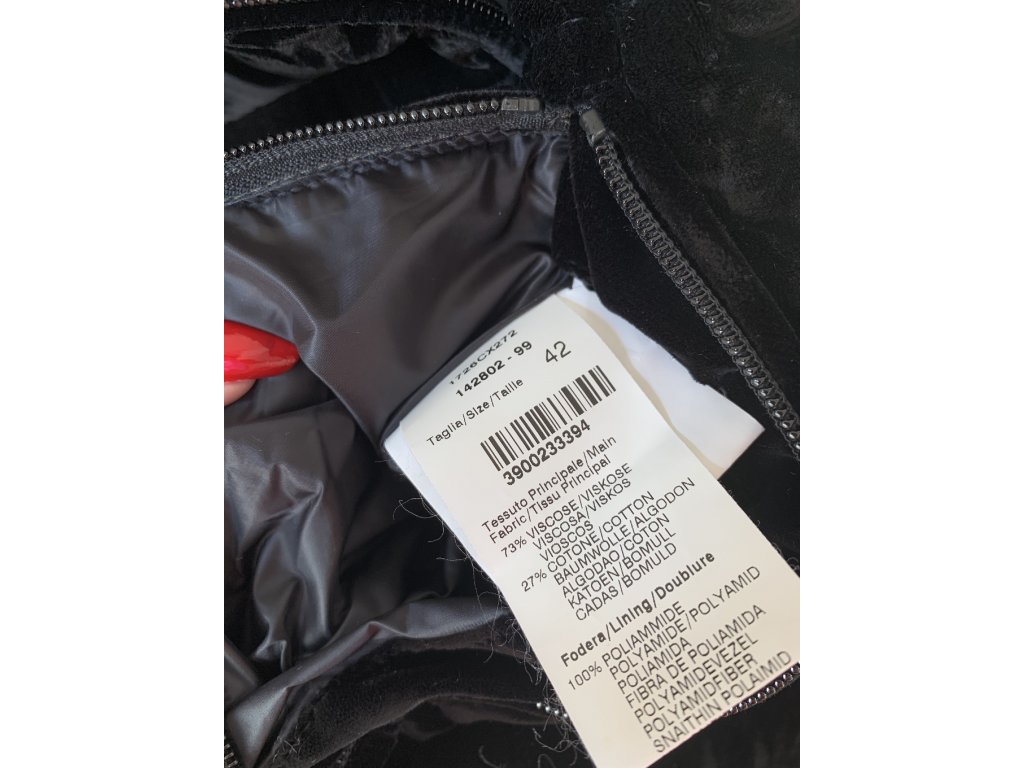 1726CX272
142802 - 99
Taglia/Size/Taille 42
3900233394
Tessuto Principale/Main
Fabric/Tissu Principal
73% VISCOSE/VISKOSE
VISCOSA/VISKOS
VIOSCOS
27% COTONE/COTTON
BAUMWOLLE/ALGODON
ALGODAO/COTON
KATOEN/BOMULL
CADAS/BOMULD
Fodera/Lining/Doublure
100% POLIAMMIDE
POLYAMIDE/POLYAMID
POLIAMIDA
FIBRA DE POLIAMIDA
POLYAMIDEVEZEL
POLYAMIDFIBER
SNAITHIN POLAIMID